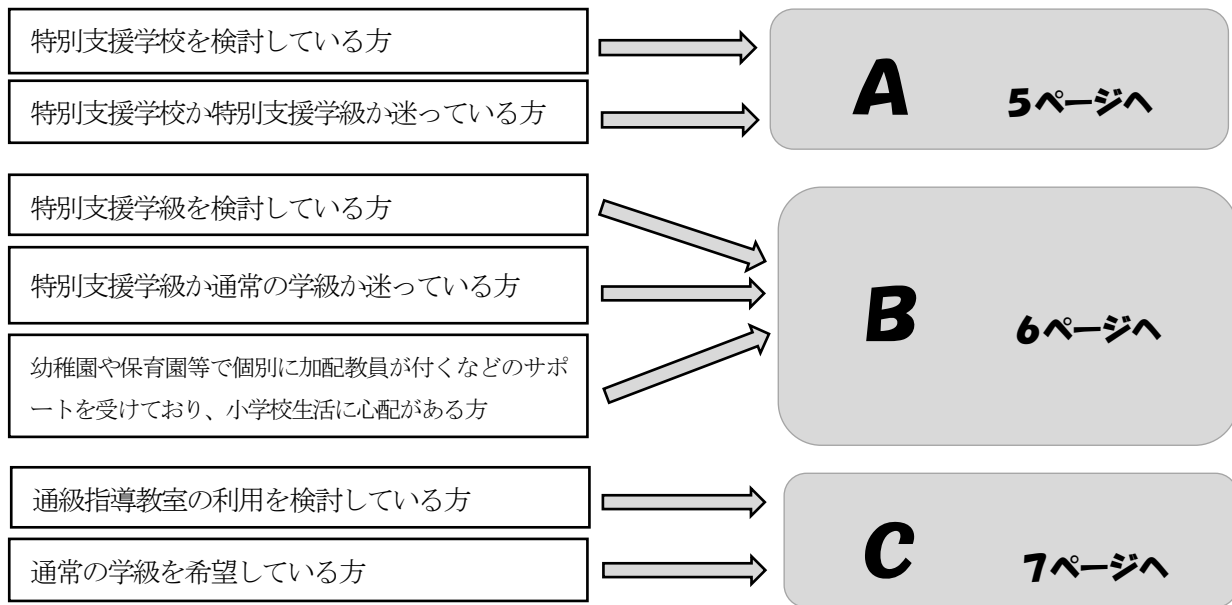 特別支援学校を検討している方
特別支援学校か特別支援学級か迷っている方
A 5ページへ
特別支援学級を検討している方
特別支援学級か通常の学級か迷っている方
幼稚園や保育園等で個別に加配教員が付くなどのサポ
ートを受けており、小学校生活に心配がある方
B 6ページへ
通級指導教室の利用を検討している方
通常の学級を希望している方
C 7ページへ